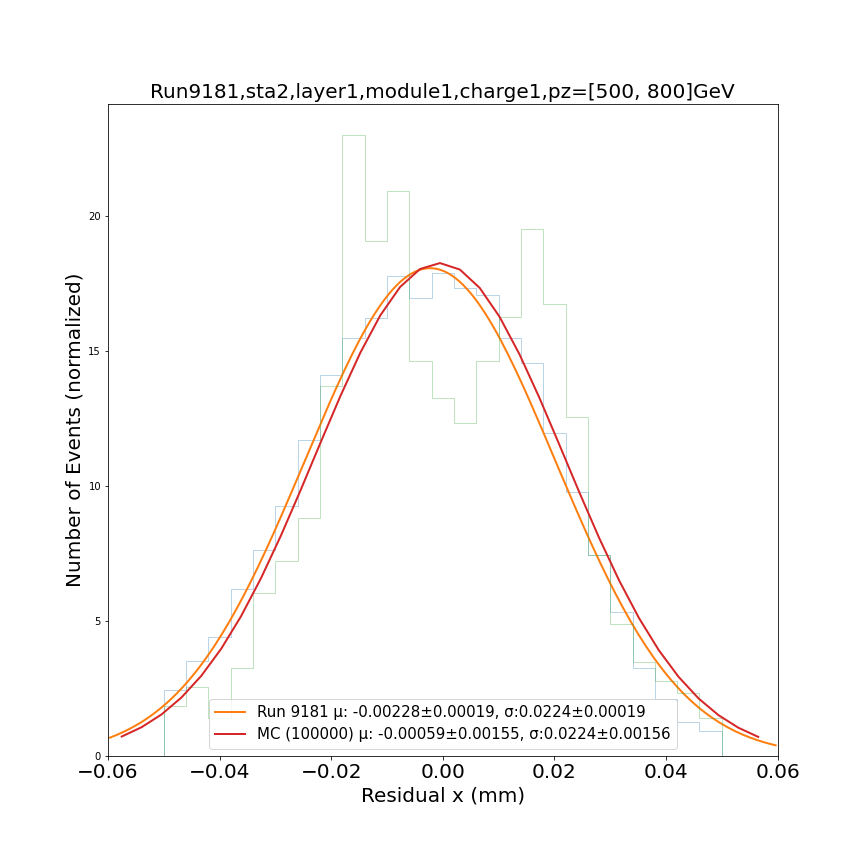 Run9181,sta2,layer1,module1,charge1,pz=[500, 800]GeV
Number of Events (normalized)
20
15
10
5
0
Run 9181 μ: -0.00228±0.00019, σ:0.0224±0.00019
MC (100000) μ: -0.00059±0.00155, σ:0.0224±0.00156
−0.06 −0.04 −0.02 0.00 0.02 0.04 0.06
Residual x (mm)